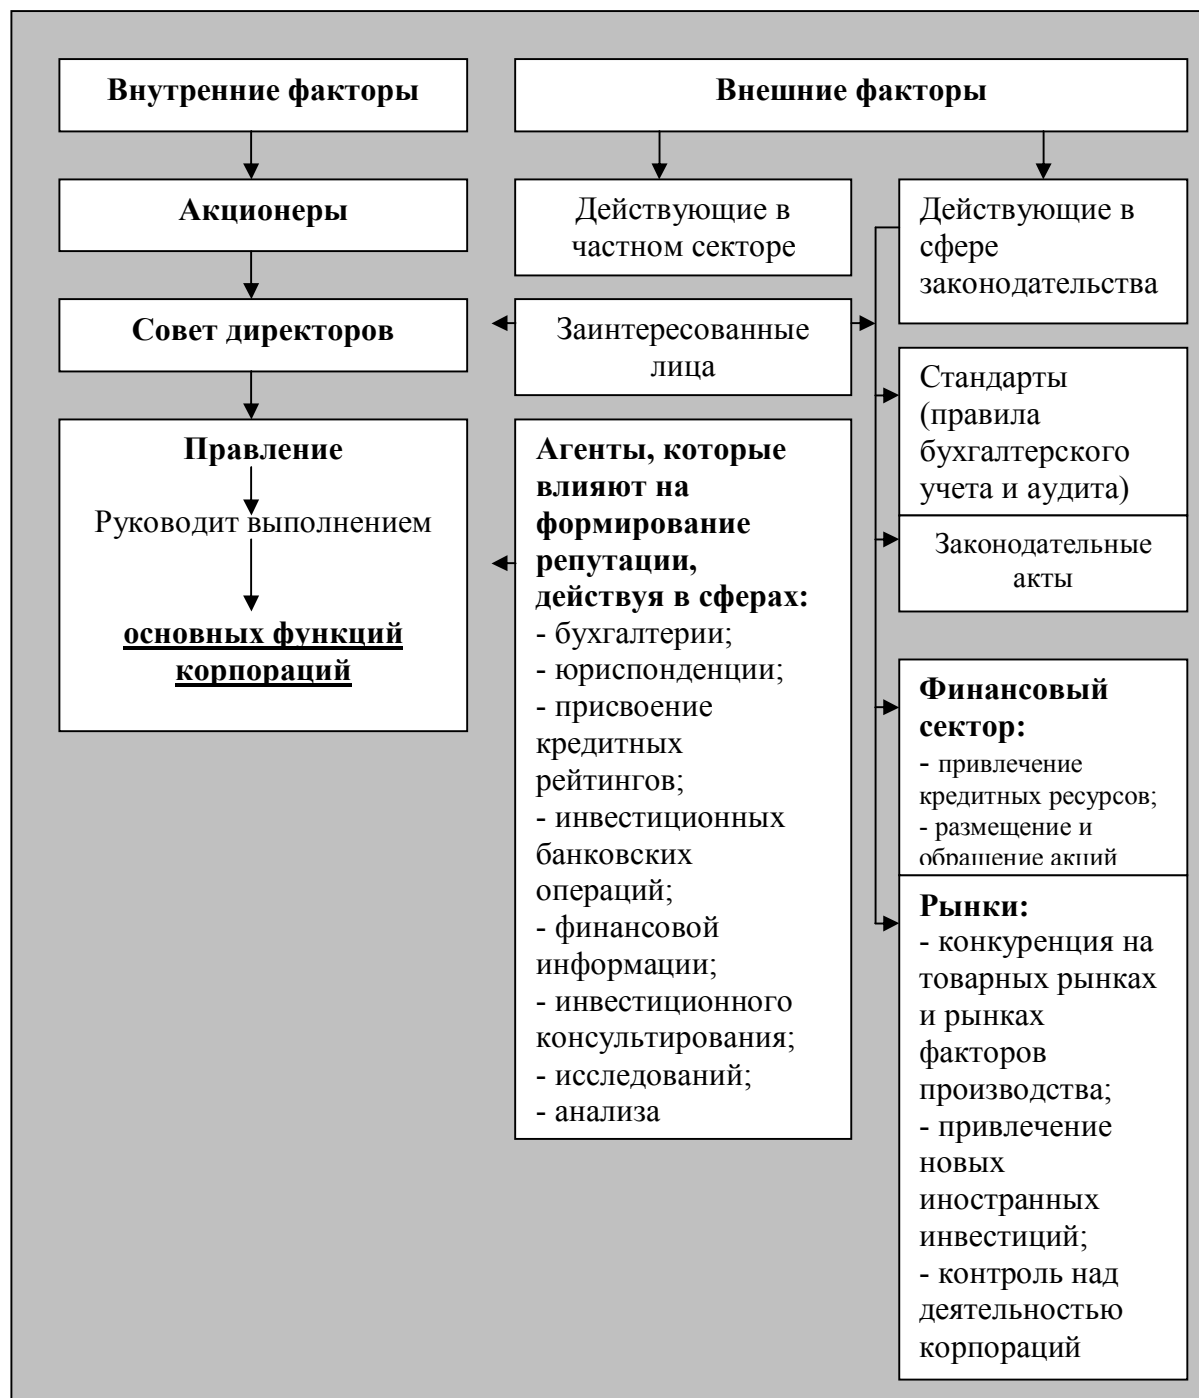 Внутренние факторы
Акционеры
Совет директоров
Правление
Руководит выполнением
основных функций
корпораций
Внешние факторы
Действующие в
частном секторе
Заинтересованные
лица
Агенты, которые
влияют на
формирование
репутации,
действуя в сферах:
- бухгалтерии;
- юриспонденции;
- присвоение
кредитных
рейтингов;
- инвестиционных
банковских
операций;
- финансовой
информации;
- инвестиционного
консультирования;
- исследований;
- анализа
Действующие в
сфере
законодательства
Стандарты
(правила
бухгалтерского
учета и аудита)
Законодательные
акты
Финансовый
сектор:
- привлечение
кредитных ресурсов;
- размещение и
обращение акций
Рынки:
- конкуренция на
товарных рынках
и рынках
факторов
производства;
- привлечение
новых
иностранных
инвестиций;
- контроль над
деятельностью
корпораций